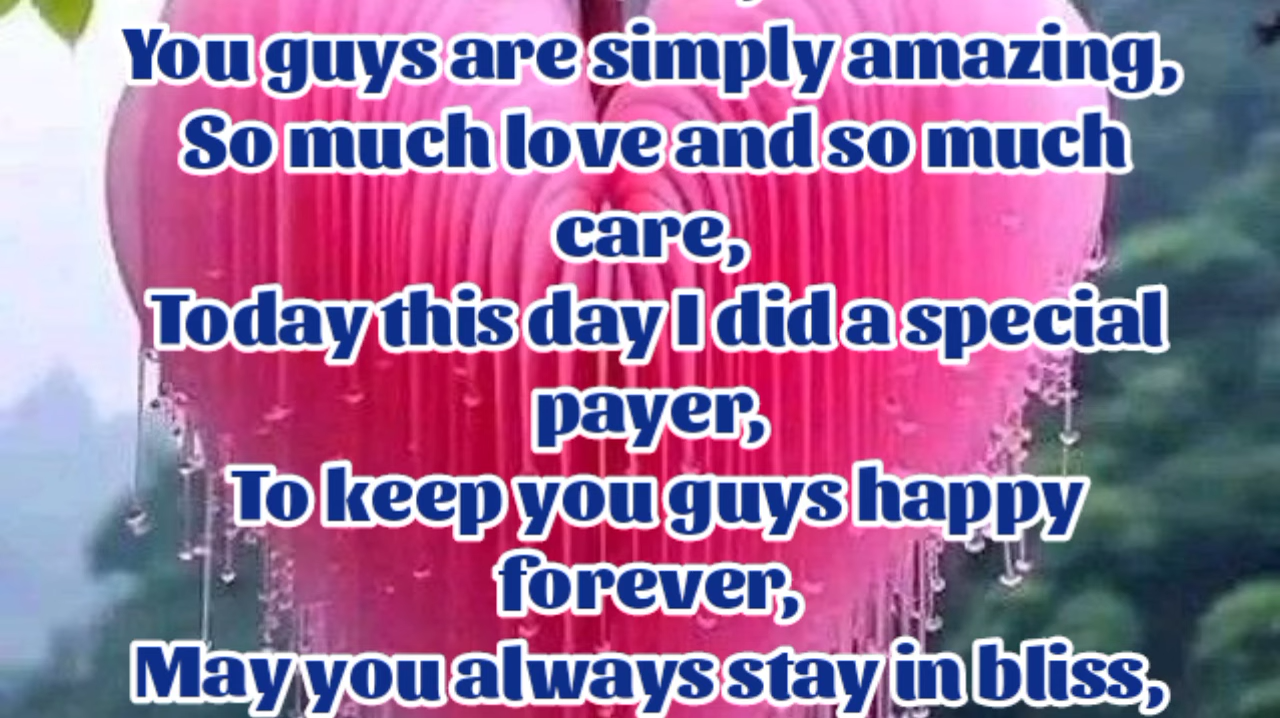 You guys are simply amazing,
So much love and so much
care,
Today this day I did a special
payer,
To keep you guys happy
forever,
May you always stay in bliss,